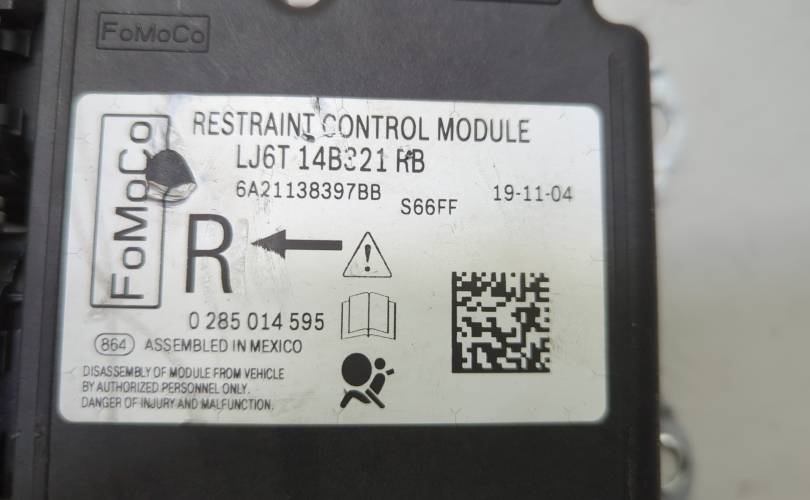 FoMoCo
FoMoCo
RESTRAINT CONTROL MODULE
LJ6T 14B321 RB
6A21138397BB
S66FF
19-11-04
R
0 285 014 595
864 ASSEMBLED IN MEXICO
DISASSEMBLY OF MODULE FROM VEHICLE
BY AUTHORIZED PERSONNEL ONLY.
DANGER OF INJURY AND MALFUNCTION.